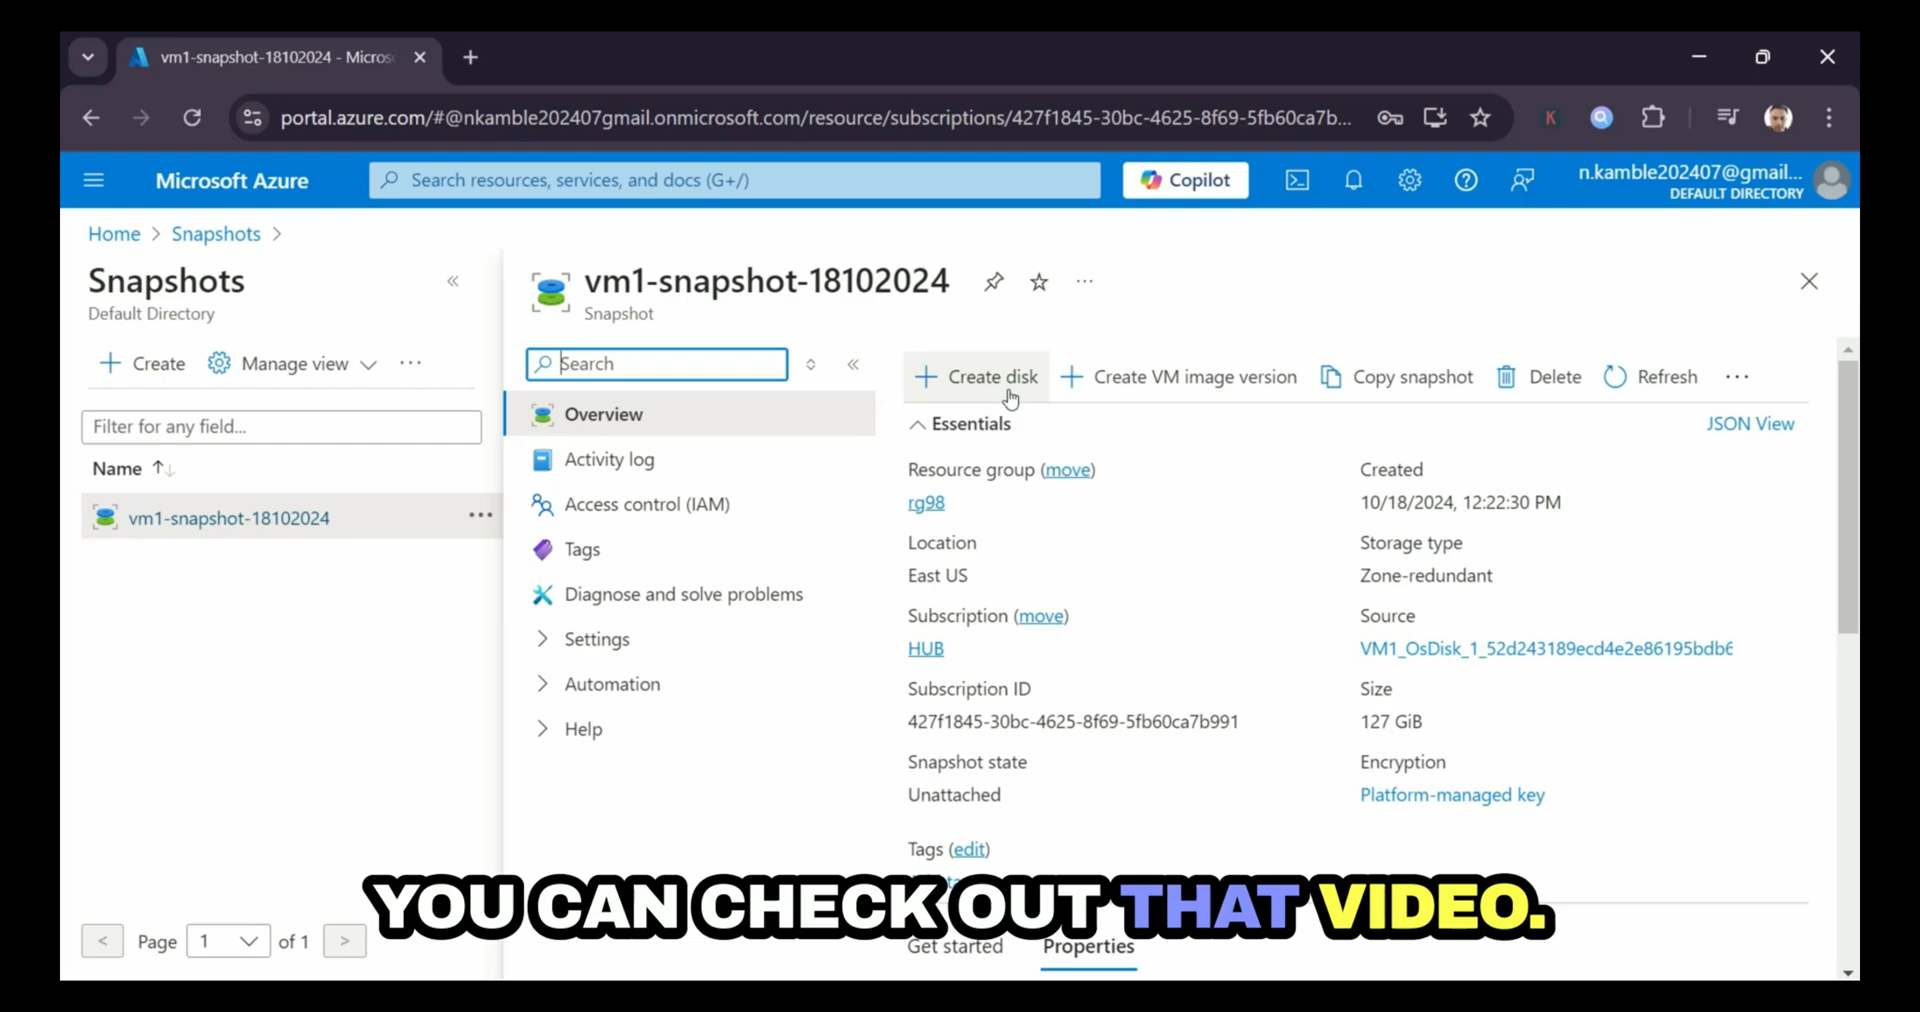 vm1-snapshot-18102024 - Micros
portal.azure.com/#@nkamble202407gmail.onmicrosoft.com/resource/subscriptions/427f1845-30bc-4625-8f69-5fb60ca7b...
K
Microsoft Azure
Search resources, services, and docs (G+/)
Copilot
n.kamble202407@gmail...
DEFAULT DIRECTORY
Home > Snapshots >
Snapshots
Default Directory
+ Create
Manage view
...
Filter for any field...
Name ↑↓
vm1-snapshot-18102024
...
< Page 1 of 1 >
vm1-snapshot-18102024
...
Snapshot
Search
Overview
Activity log
Access control (IAM)
Tags
Diagnose and solve problems
Settings
Automation
Help
+ Create disk
+ Create VM image version
Copy snapshot
Delete
Refresh
...
Essentials
JSON View
Resource group (move)
rg98
Location
East US
Subscription (move)
HUB
Subscription ID
427f1845-30bc-4625-8f69-5fb60ca7b991
Snapshot state
Unattached
Created
10/18/2024, 12:22:30 PM
Storage type
Zone-redundant
Source
VM1_OsDisk_1_52d243189ecd4e2e86195bdb6
Size
127 GiB
Encryption
Platform-managed key
Tags (edit)
YOU CAN CHECK OUT THAT VIDEO.
Get started
Properties